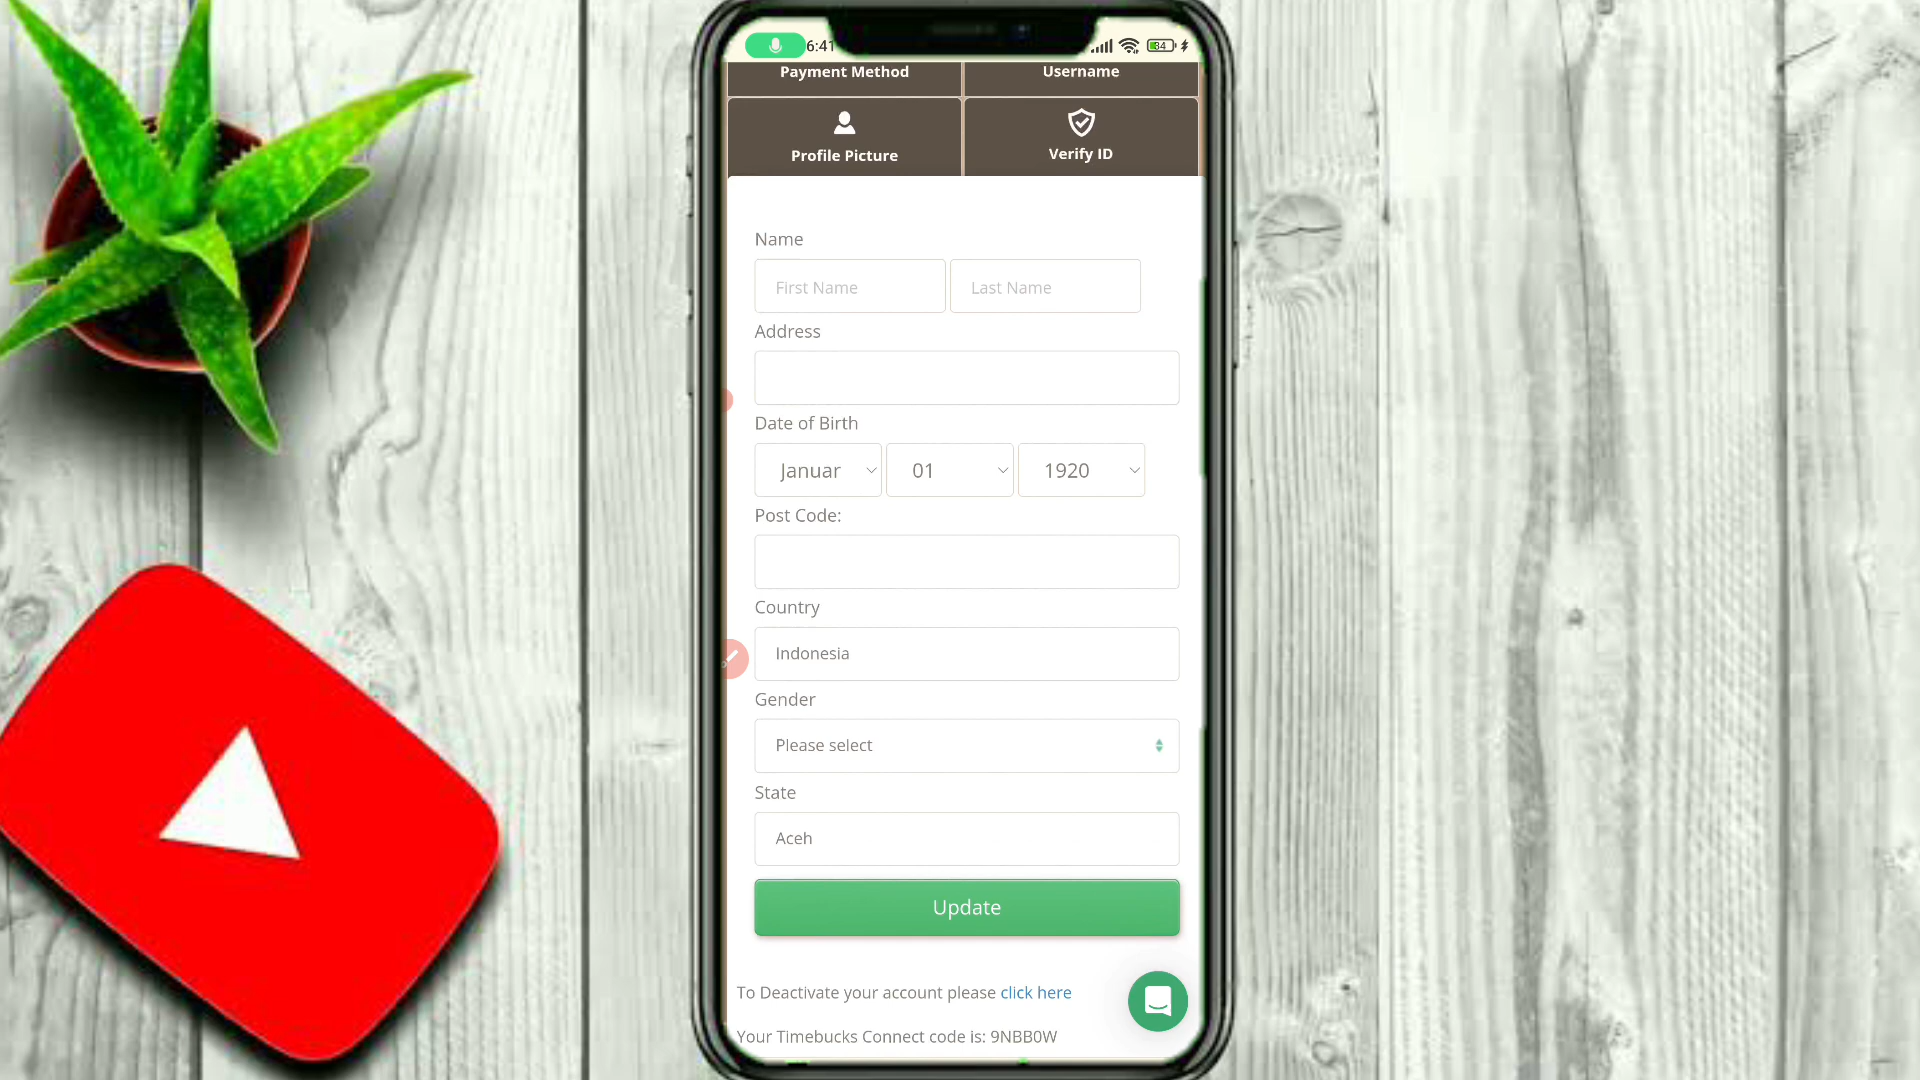 6:41
34
Payment Method
Username
Profile Picture
Verify ID
Name
First Name
Last Name
Address
Date of Birth
Januar
01
1920
Post Code:
Country
Indonesia
Gender
Please select
State
Aceh
Update
To Deactivate your account please click here
Your Timebucks Connect code is: 9NBB0W